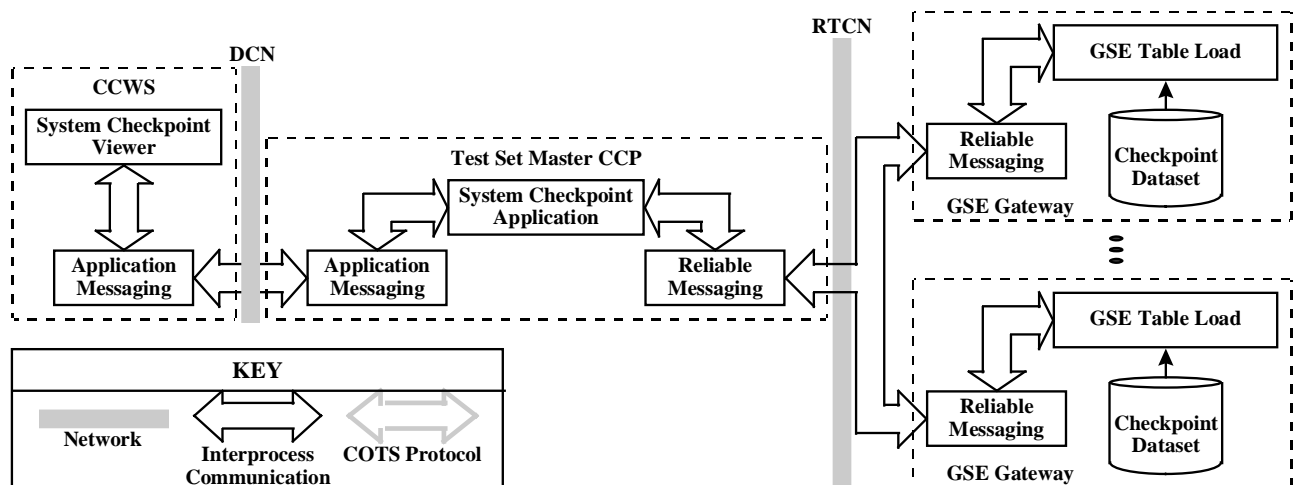 DCN
RTCN
CCWS
System Checkpoint
Viewer
Application
Messaging
Test Set Master CCP
System Checkpoint
Application
Application
Messaging
Reliable
Messaging
GSE Table Load
Reliable
Messaging
Checkpoint
Dataset
GSE Gateway
GSE Table Load
Reliable
Messaging
Checkpoint
Dataset
GSE Gateway
KEY
Network
Interprocess
Communication
COTS Protocol